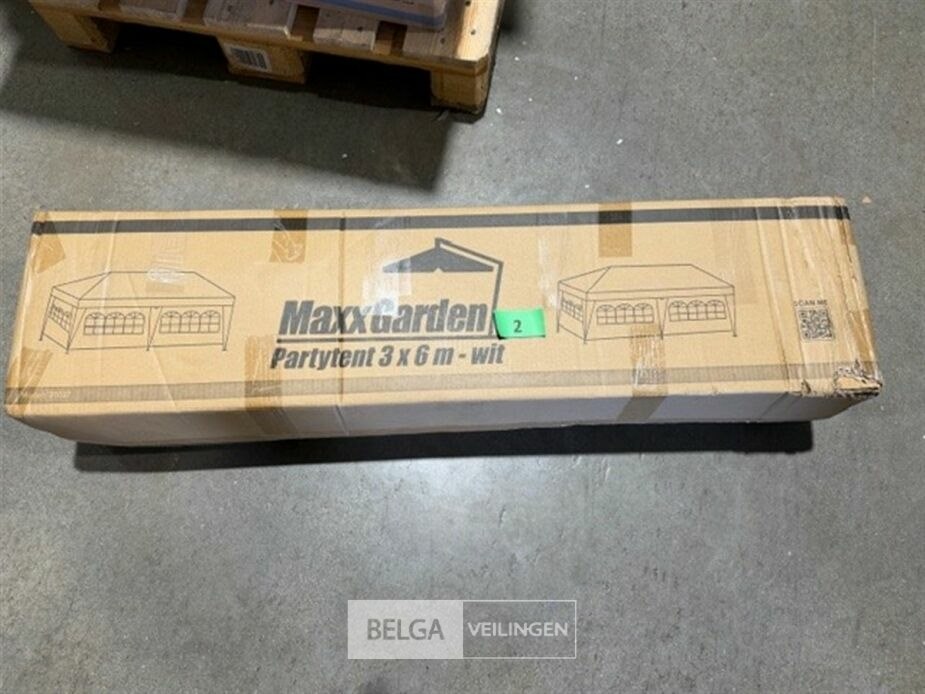 MaxxGarden
2
Partytent 3 x 6 m - wit
SCAN ME
BELGA VEILINGEN